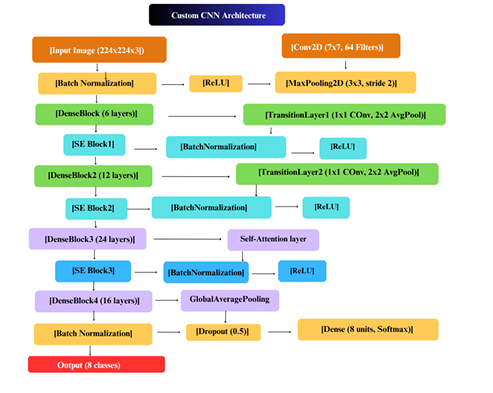 Custom CNN Architecture
[Input Image (224x224x3])
[Conv2D (7x7, 64 Filters)]
[Batch Normalization]
[ReLU]
[MaxPooling2D (3x3, stride 2)]
[DenseBlock (6 layers)]
[TransitionLayer1 (1x1 COnv, 2x2 AvgPool)]
[SE Block1]
[BatchNormalization]
[ReLU]
[DenseBlock2 (12 layers)]
[TransitionLayer2 (1x1 COnv, 2x2 AvgPool)]
[SE Block2]
[BatchNormalization]
[ReLU]
[DenseBlock3 (24 layers)]
Self-Attention layer
[SE Block3]
[BatchNormalization]
[ReLU]
[DenseBlock4 (16 layers)]
GlobalAveragePooling
[Batch Normalization]
[Dropout (0.5)]
[Dense (8 units, Softmax)]
Output (8 classes)